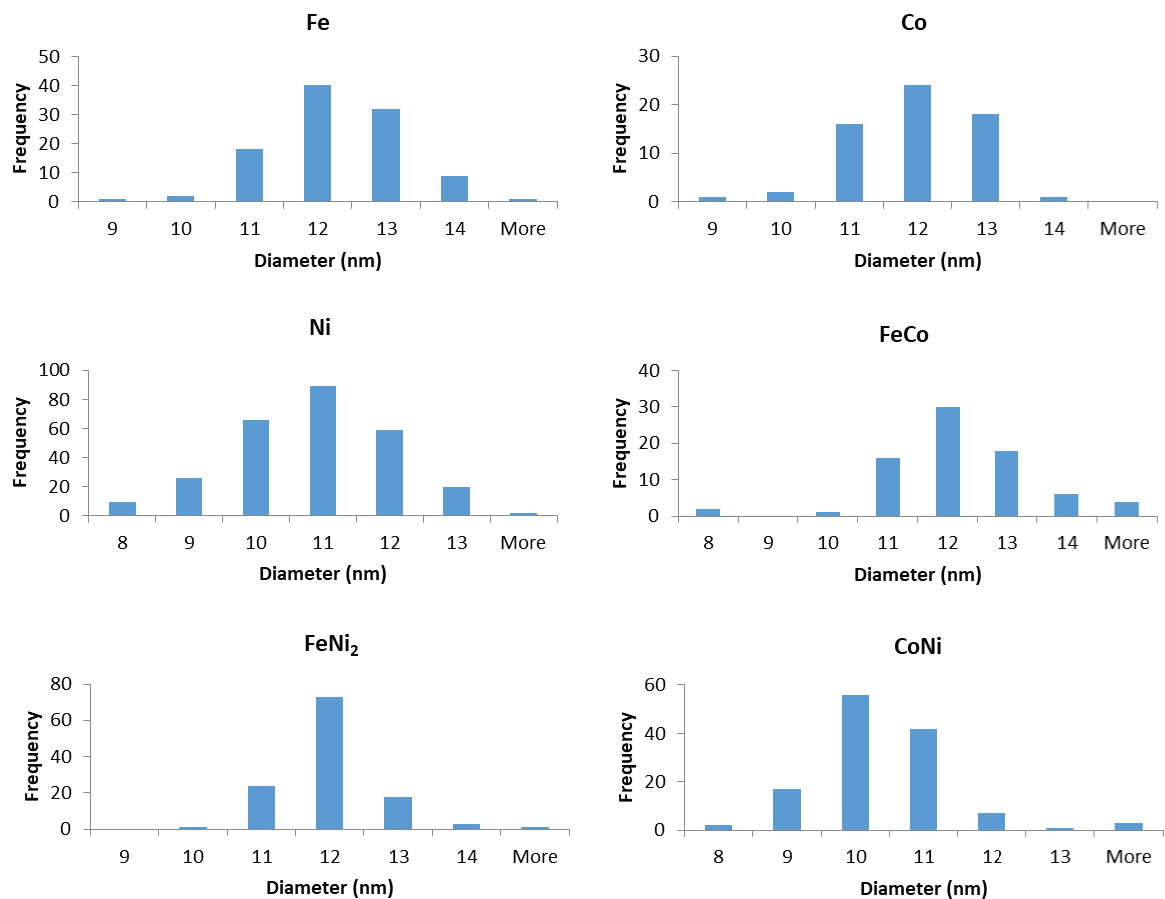 Fe
50
40
30
20
10
0
Frequency
9 10 11 12 13 14 More
Diameter (nm)
Co
30
20
10
0
Frequency
9 10 11 12 13 14 More
Diameter (nm)
Ni
100
80
60
40
20
0
Frequency
8 9 10 11 12 13 More
Diameter (nm)
FeCo
40
30
20
10
0
Frequency
8 9 10 11 12 13 14 More
Diameter (nm)
FeNi₂
80
60
40
20
0
Frequency
9 10 11 12 13 14 More
Diameter (nm)
CoNi
60
40
20
0
Frequency
8 9 10 11 12 13 More
Diameter (nm)